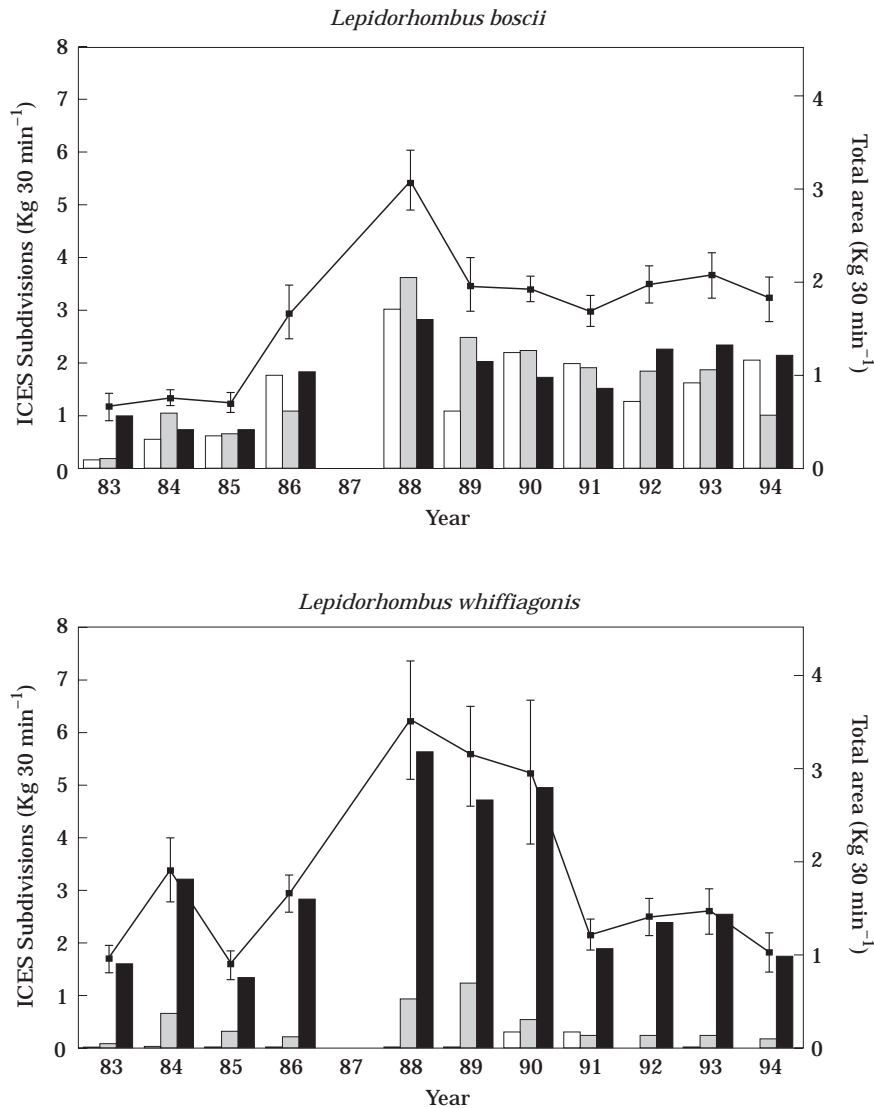 Lepidorhombus boscii
8
7
6
5
4
3
2
1
0
ICES Subdivisions (Kg 30 min⁻¹)
4
3
2
1
0
Total area (Kg 30 min⁻¹)
83 84 85 86 87 88 89 90 91 92 93 94
Year
Lepidorhombus whiffiagonis
8
7
6
5
4
3
2
1
0
ICES Subdivisions (Kg 30 min⁻¹)
4
3
2
1
0
Total area (Kg 30 min⁻¹)
83 84 85 86 87 88 89 90 91 92 93 94
Year